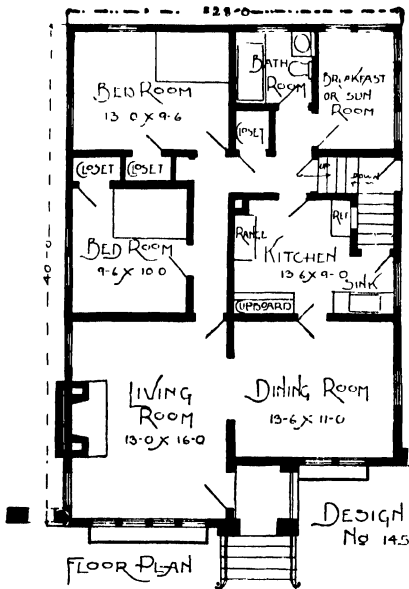 28-0
BED ROOM
13-0 X 9-6
BATH
ROOM
BREAKFAST
OR SUN
ROOM
CLOSET
CLOSET
CLOSET
UP
DOWN
BED ROOM
9-6 X 10-0
RANGE
REF
KITCHEN
13-6 X 9-0
SINK
CUPBOARD
40-0
LIVING
ROOM
13-0 X 16-0
DINING ROOM
13-6 X 11-0
DESIGN
No 145
FLOOR PLAN